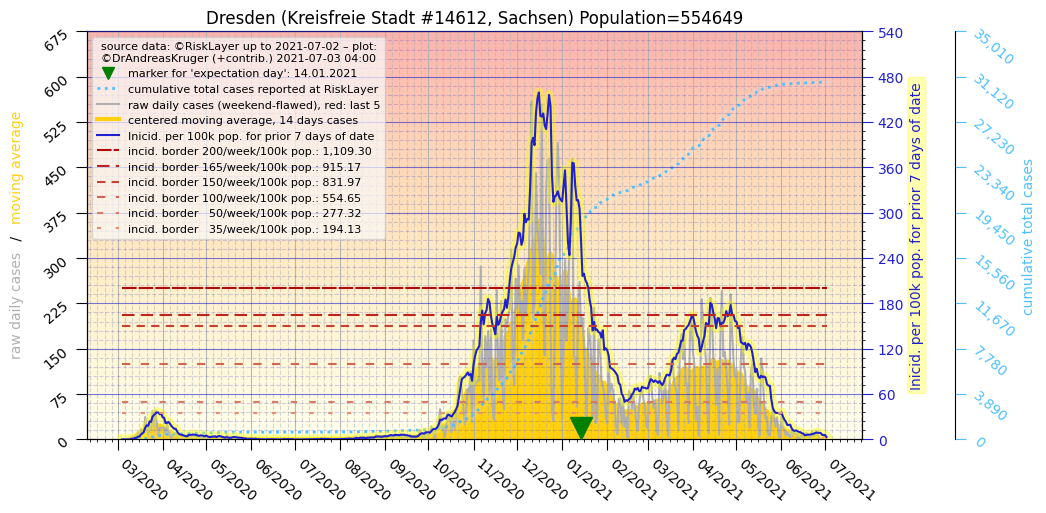 Dresden (Kreisfreie Stadt #14612, Sachsen) Population=554649
source data: ©RiskLayer up to 2021-07-02 – plot:
©DrAndreasKruger (+contrib.) 2021-07-03 04:00
marker for 'expectation day': 14.01.2021
cumulative total cases reported at RiskLayer
raw daily cases (weekend-flawed), red: last 5
centered moving average, 14 days cases
Inicid. per 100k pop. for prior 7 days of date
incid. border 200/week/100k pop.: 1,109.30
incid. border 165/week/100k pop.: 915.17
incid. border 150/week/100k pop.: 831.97
incid. border 100/week/100k pop.: 554.65
incid. border   50/week/100k pop.: 277.32
incid. border   35/week/100k pop.: 194.13
raw daily cases / moving average
675
600
525
450
375
300
225
150
75
0
03/2020
04/2020
05/2020
06/2020
07/2020
08/2020
09/2020
10/2020
11/2020
12/2020
01/2021
02/2021
03/2021
04/2021
05/2021
06/2021
07/2021
540
480
420
360
300
240
180
120
60
0
Inicid. per 100k pop. for prior 7 days of date
35,010
31,120
27,230
23,340
19,450
15,560
11,670
7,780
3,890
0
cumulative total cases